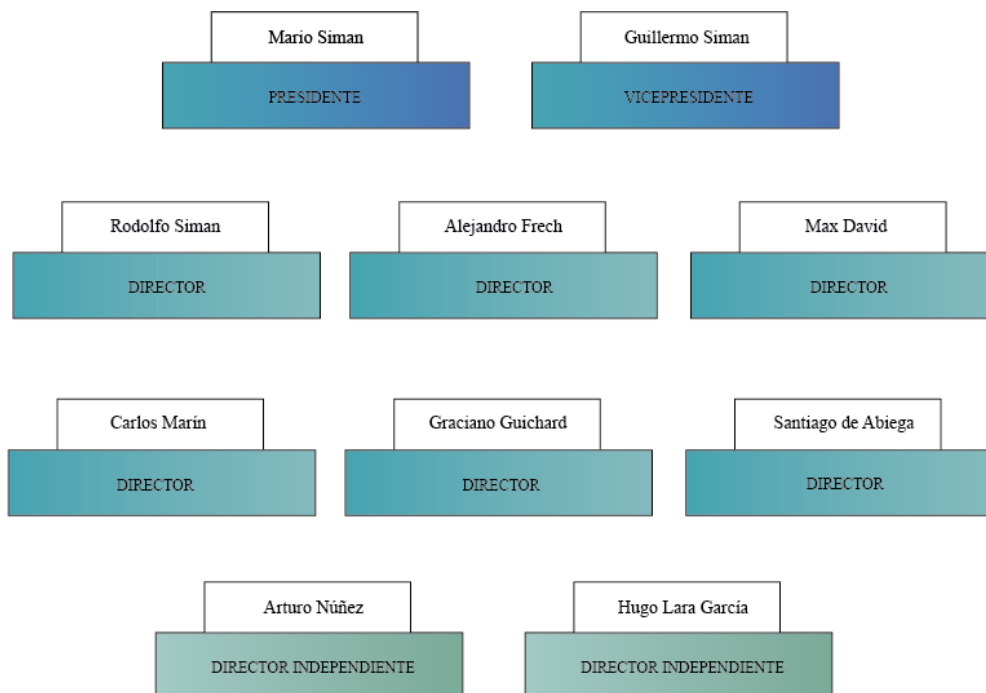 Mario Siman
PRESIDENTE
Guillermo Siman
VICEPRESIDENTE
Rodolfo Siman
DIRECTOR
Alejandro Frech
DIRECTOR
Max David
DIRECTOR
Carlos Marín
DIRECTOR
Graciano Guichard
DIRECTOR
Santiago de Abiega
DIRECTOR
Arturo Núñez
DIRECTOR INDEPENDIENTE
Hugo Lara García
DIRECTOR INDEPENDIENTE